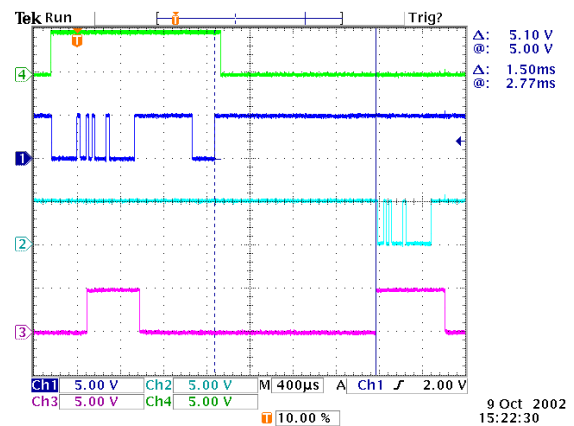 Tek Run Trig?
T
T
Δ: 5.10 V
@: 5.00 V
Δ: 1.50ms
@: 2.77ms
4
1
2
3
Ch1 5.00 V Ch2 5.00 V M 400µs A Ch1 2.00 V
Ch3 5.00 V Ch4 5.00 V
T 10.00 %
9 Oct 2002
15:22:30